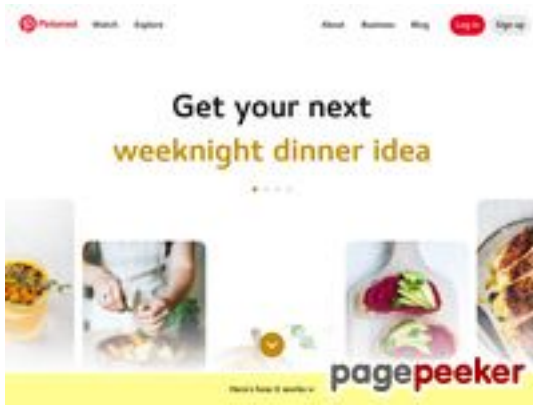 Pinterest Watch Explore About Business Blog Log in Sign up
Get your next
weeknight dinner idea
Here's how it works
pagepeeker